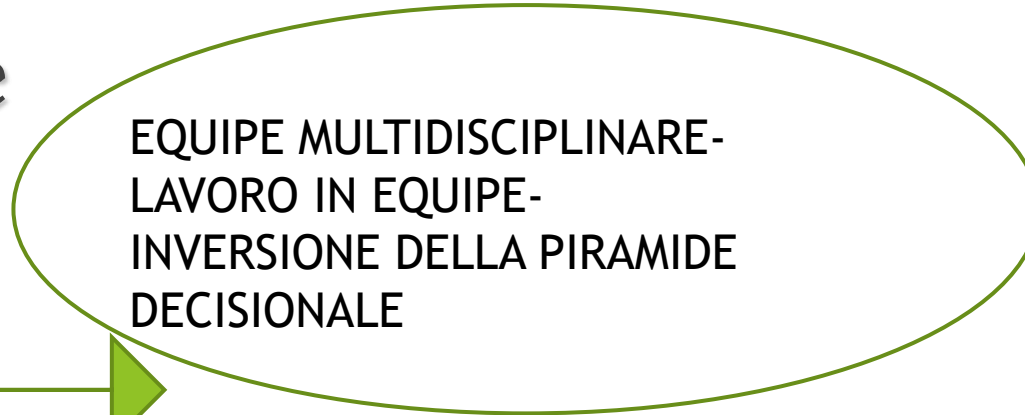 e
EQUIPE MULTIDISCIPLINARE-
LAVORO IN EQUIPE-
INVERSIONE DELLA PIRAMIDE
DECISIONALE